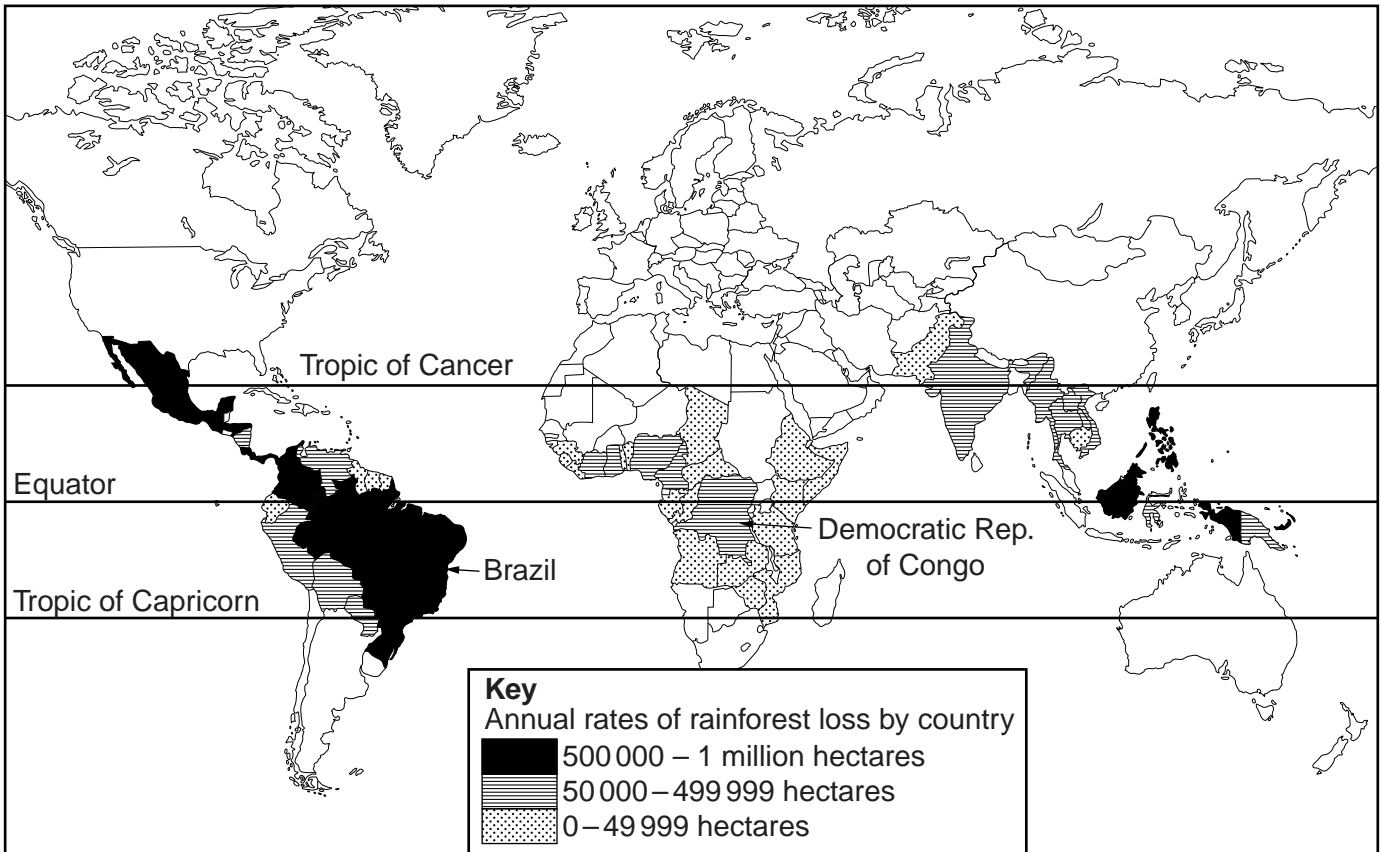 Tropic of Cancer
Equator
Democratic Rep.
of Congo
Brazil
Tropic of Capricorn
Key
Annual rates of rainforest loss by country
500 000 – 1 million hectares
50 000 – 499 999 hectares
0 – 49 999 hectares